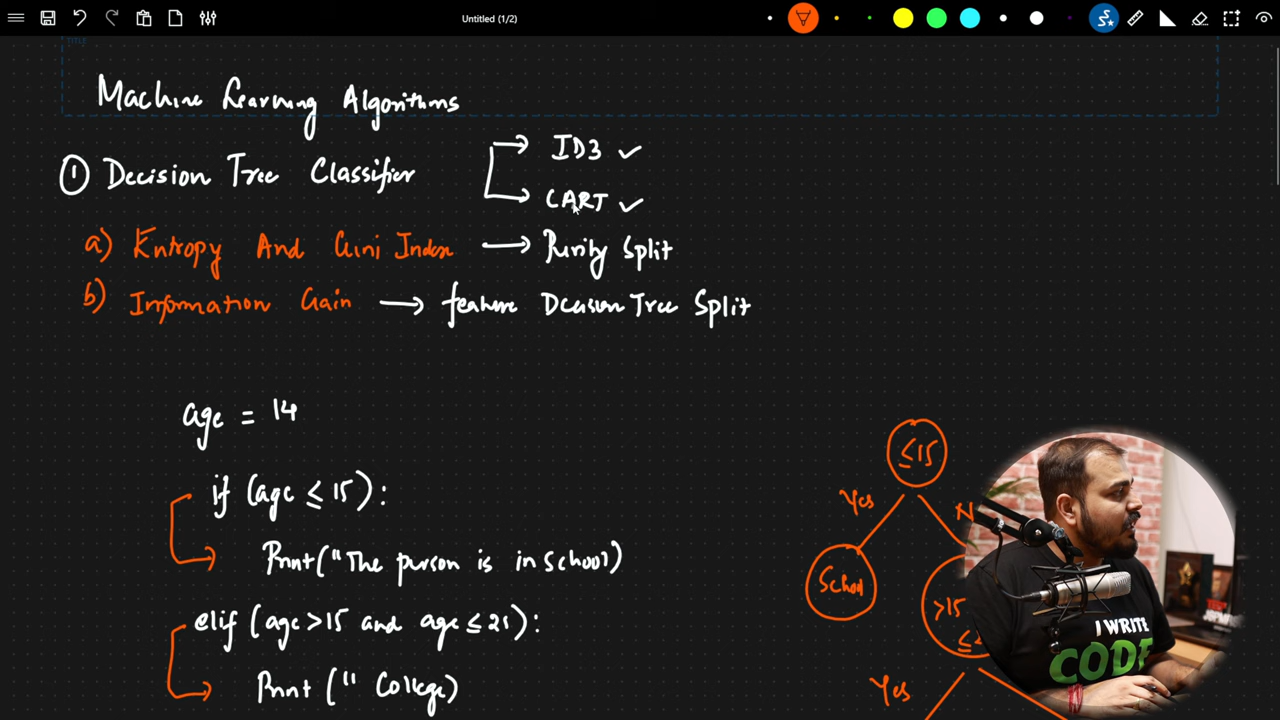 Untitled (1/2)
Machine Learning Algorithms
① Decision Tree Classifier
ID3 ✓
CART ✓
a) Entropy And Gini Index → Purity Split
b) Information Gain → feature Decision Tree Split
age = 14
if (age ≤ 15):
Print("The person is in school)
elif (age > 15 and age ≤ 21):
Print (" College)
≤15
Yes
N
School
>15
≤2
Yes
I WRITE
CODE